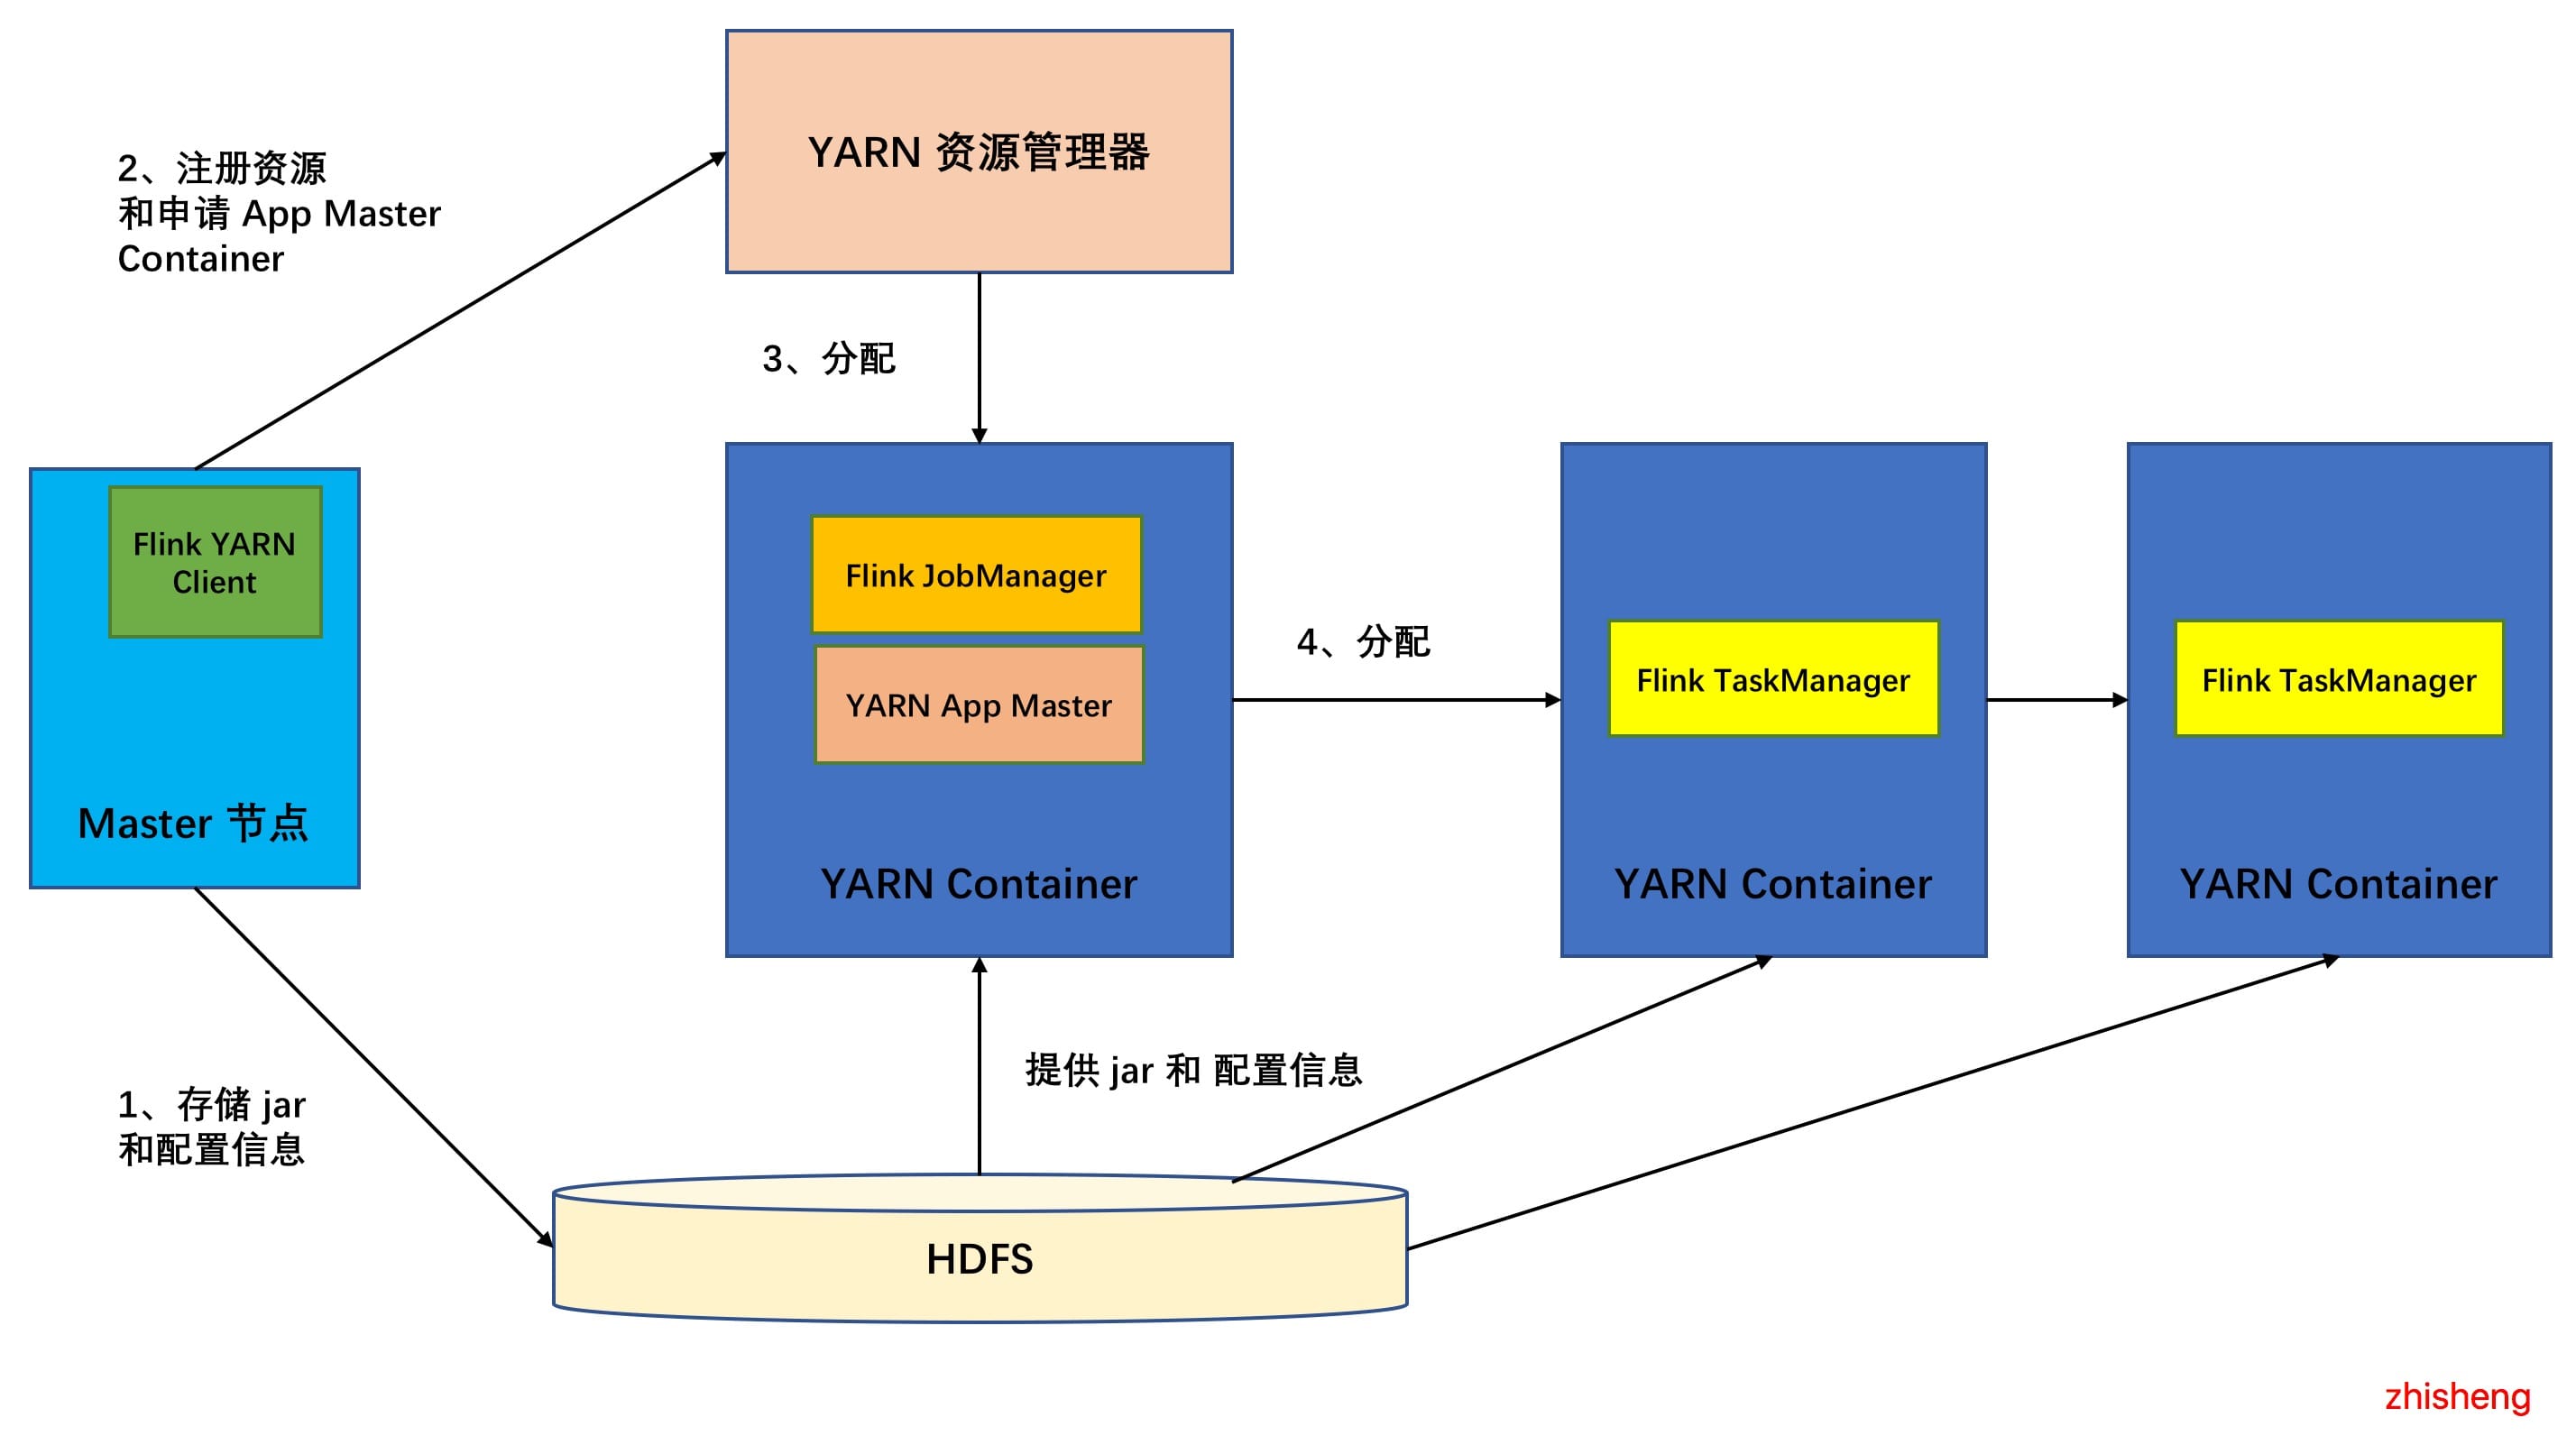 YARN 资源管理器
2、注册资源
和申请 App Master
Container
3、分配
Flink YARN
Client
Master 节点
Flink JobManager
YARN App Master
YARN Container
4、分配
Flink TaskManager
YARN Container
Flink TaskManager
YARN Container
1、存储 jar
和配置信息
提供 jar 和 配置信息
HDFS
zhisheng